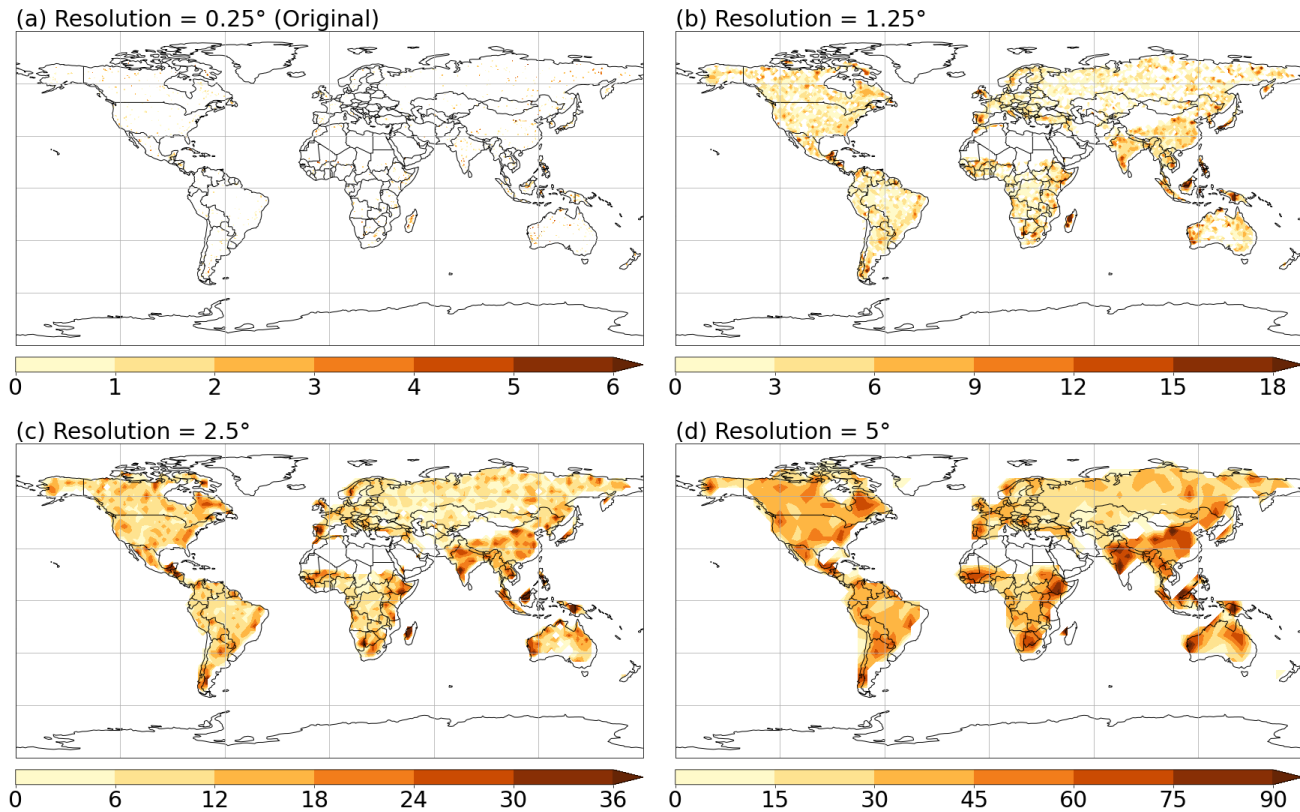 (a) Resolution = 0.25° (Original)
(b) Resolution = 1.25°
0 1 2 3 4 5 6
0 3 6 9 12 15 18
(c) Resolution = 2.5°
(d) Resolution = 5°
0 6 12 18 24 30 36
0 15 30 45 60 75 90